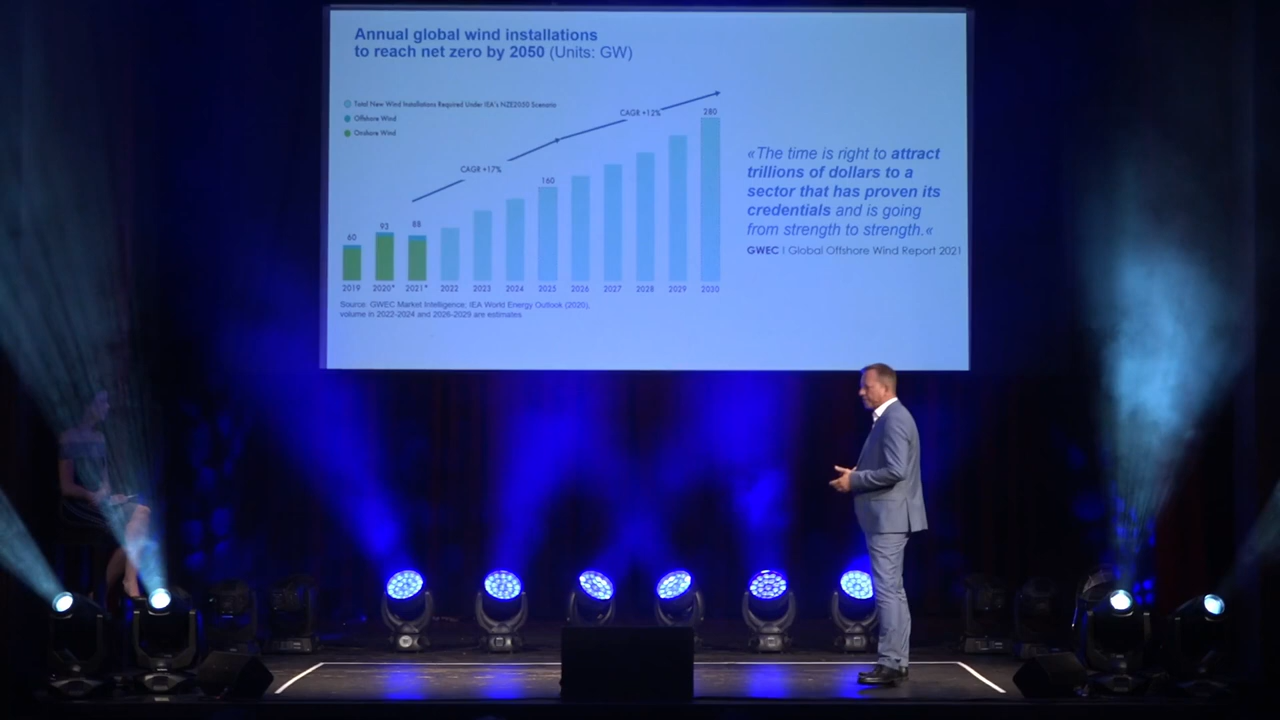 Annual global wind installations
to reach net zero by 2050 (Units: GW)
Total New Wind Installations Required Under IEA's NZE2050 Scenario
Offshore Wind
Onshore Wind
CAGR +17%
CAGR +12%
60
93
88
160
280
2019 2020* 2021* 2022 2023 2024 2025 2026 2027 2028 2029 2030
Source: GWEC Market Intelligence; IEA World Energy Outlook (2020),
volume in 2022-2024 and 2026-2029 are estimates
«The time is right to attract
trillions of dollars to a
sector that has proven its
credentials and is going
from strength to strength.«
GWEC | Global Offshore Wind Report 2021